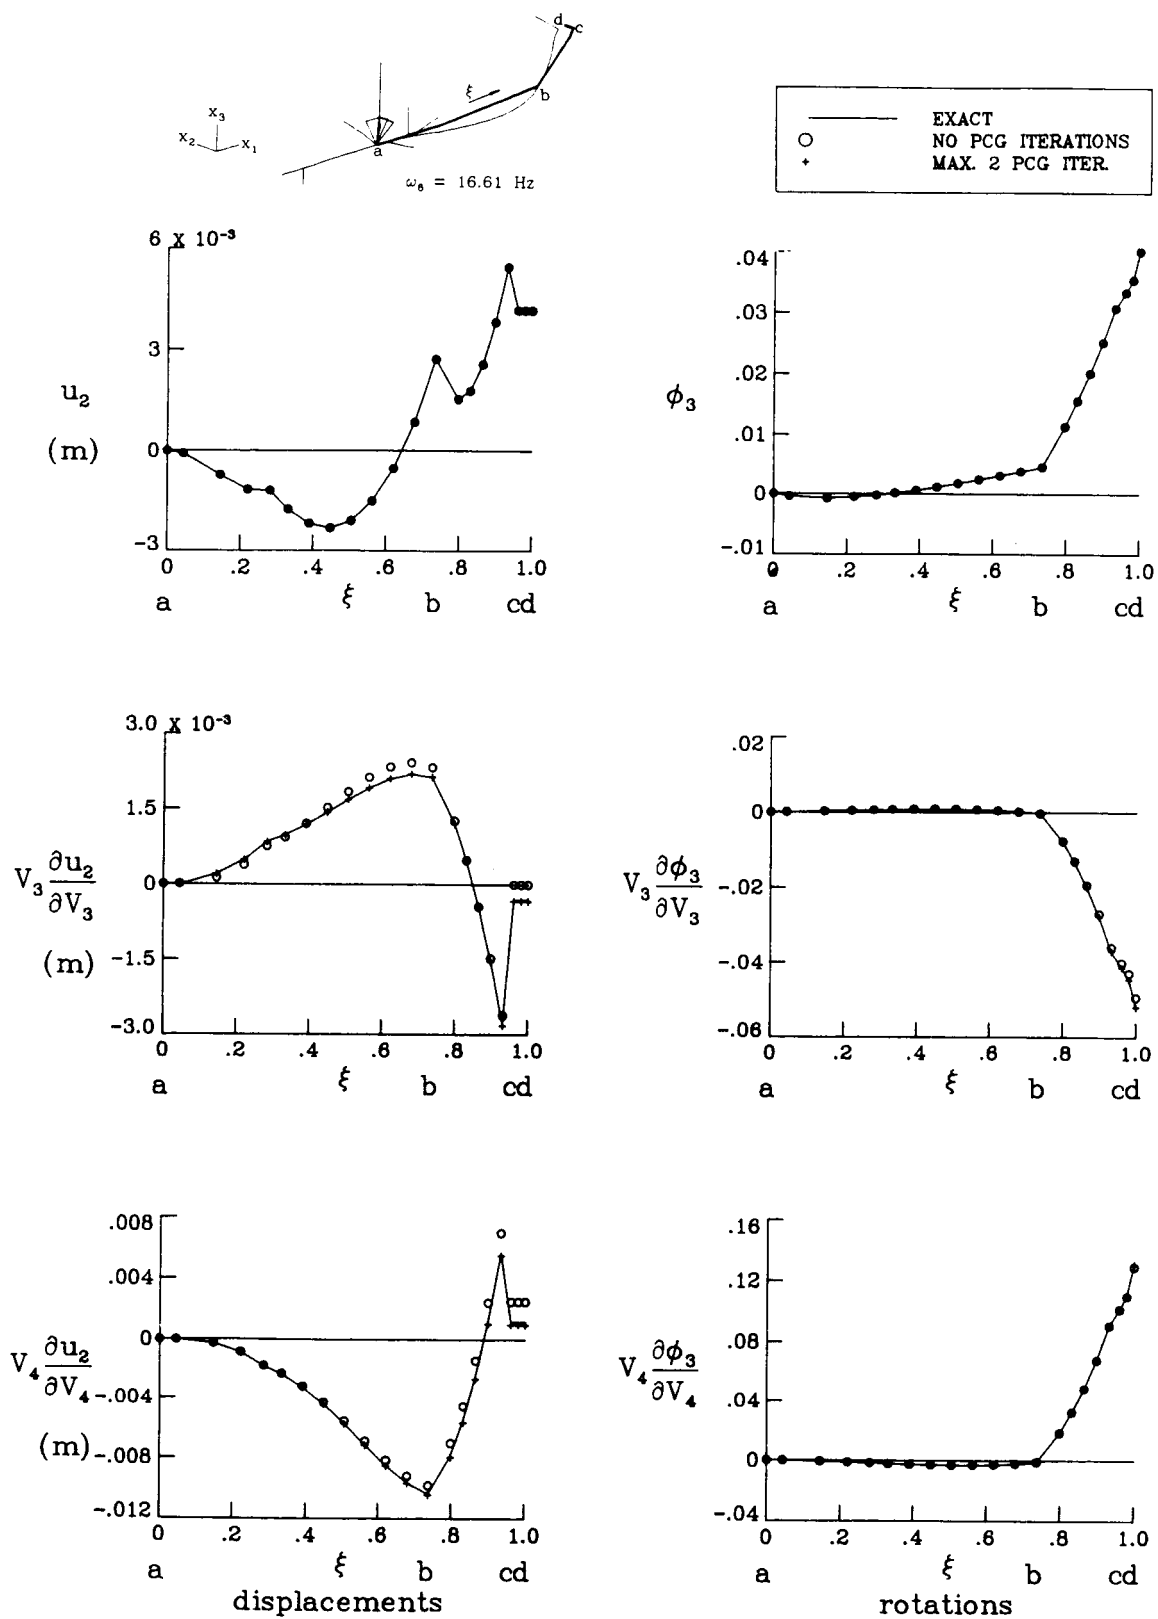 d c
ξ
b
X₃
X₂ X₁
a
ω₆ = 16.61 Hz
EXACT
NO PCG ITERATIONS
MAX. 2 PCG ITER.
6 X 10⁻³
3
u₂
(m)
0
-3
0 .2 .4 .6 .8 1.0
a ξ b cd
.04
.03
.02
ϕ₃
.01
0
-.01
0 .2 .4 .6 .8 1.0
a ξ b cd
3.0 X 10⁻³
1.5
V₃ ∂u₂/∂V₃
0
(m)
-1.5
-3.0
0 .2 .4 .6 .8 1.0
a ξ b cd
.02
0
V₃ ∂ϕ₃/∂V₃
-.02
-.04
-.06
0 .2 .4 .6 .8 1.0
a ξ b cd
.008
.004
0
V₄ ∂u₂/∂V₄
-.004
(m)
-.008
-.012
0 .2 .4 .6 .8 1.0
a ξ b cd
displacements
.16
.12
.08
V₄ ∂ϕ₃/∂V₄
.04
0
-.04
0 .2 .4 .6 .8 1.0
a ξ b cd
rotations